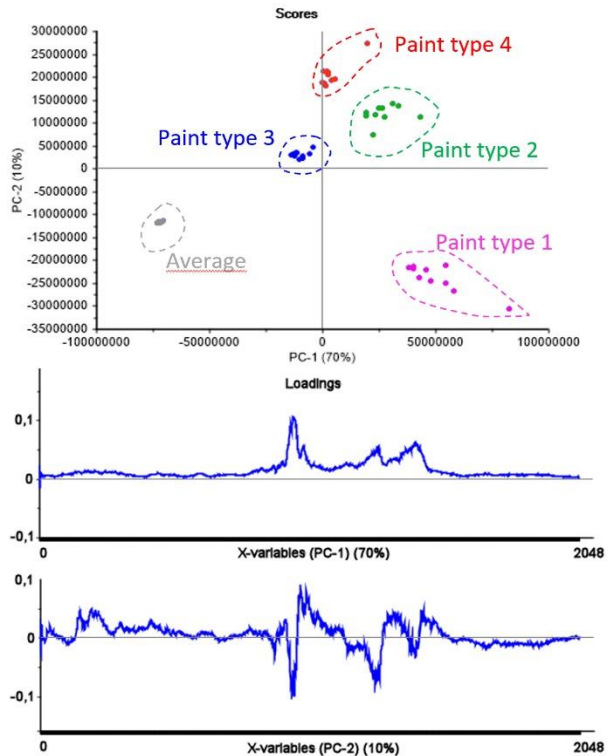 Scores
30000000
25000000
20000000
15000000
10000000
5000000
0
-5000000
-10000000
-15000000
-20000000
-25000000
-30000000
-35000000
PC-2 (10%)
Paint type 4
Paint type 3
Paint type 2
Average
Paint type 1
-100000000 -50000000 0 50000000 100000000
PC-1 (70%)
Loadings
0,1
0
-0,1
0 X-variables (PC-1) (70%) 2048
0,1
0
-0,1
0 X-variables (PC-2) (10%) 2048